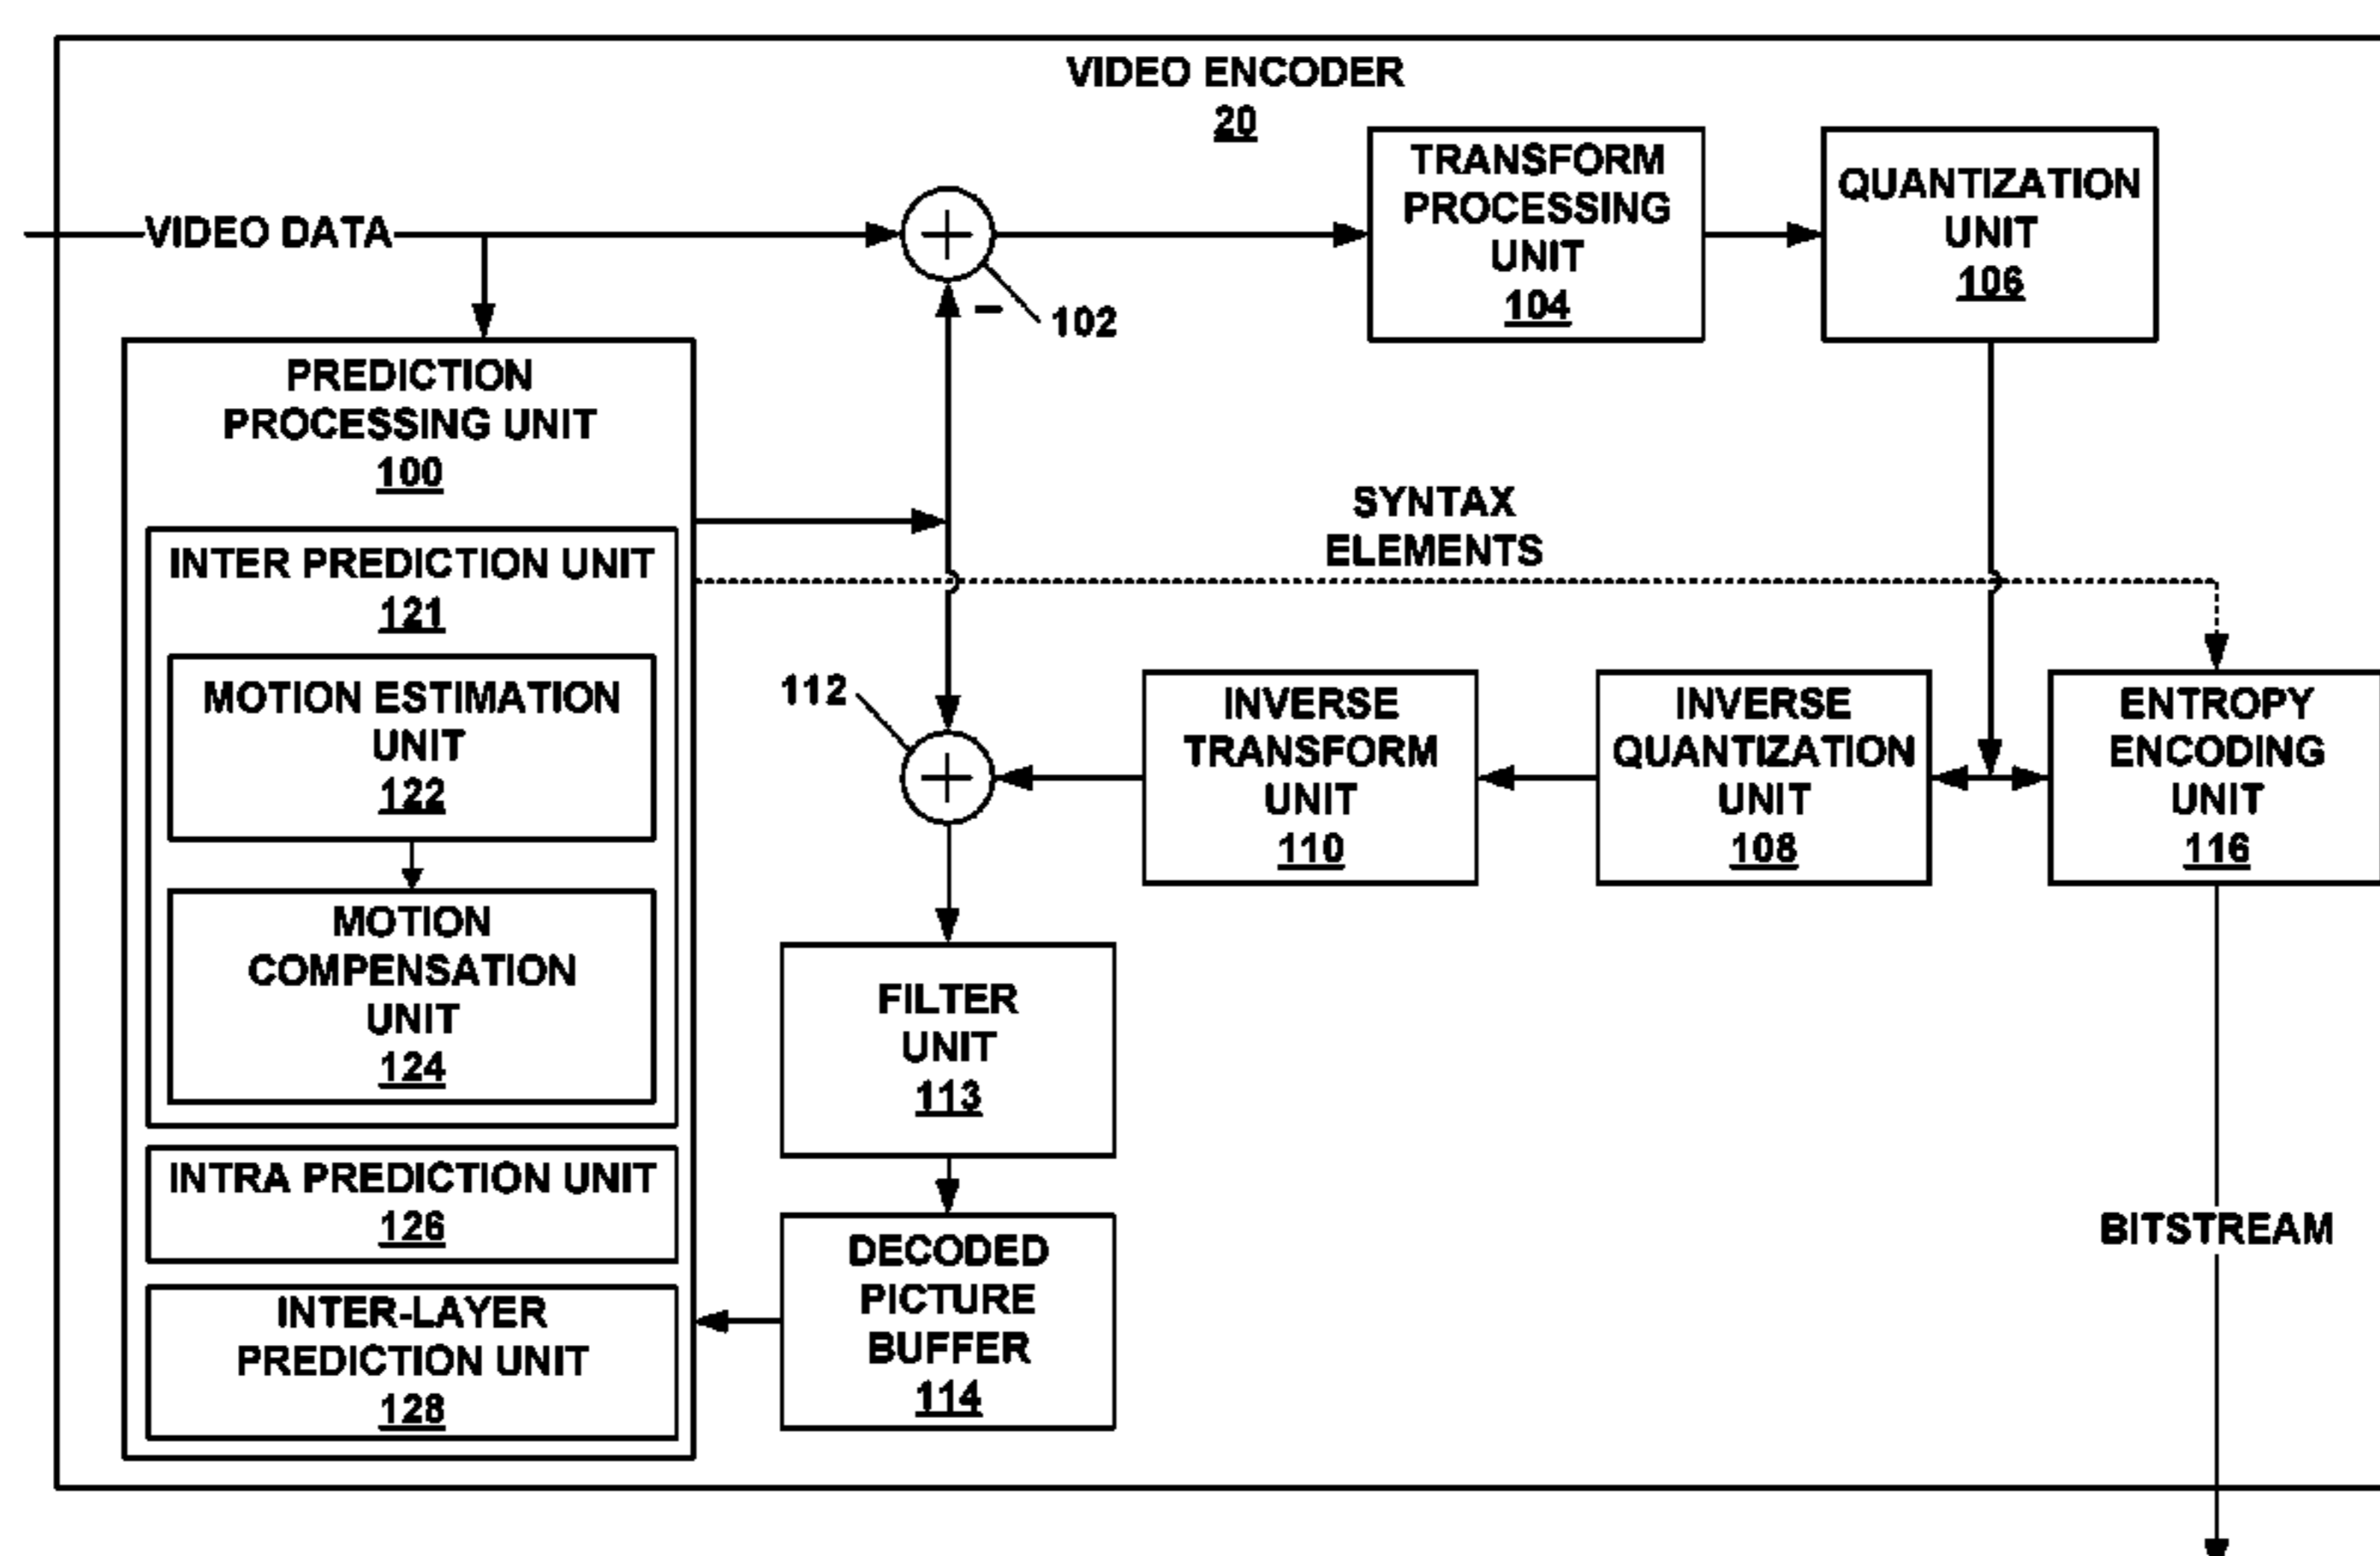 VIDEO ENCODER
20
VIDEO DATA
TRANSFORM
PROCESSING
UNIT
104
QUANTIZATION
UNIT
106
–
102
PREDICTION
PROCESSING UNIT
100
SYNTAX
ELEMENTS
INTER PREDICTION UNIT
121
MOTION ESTIMATION
UNIT
122
MOTION
COMPENSATION
UNIT
124
INTRA PREDICTION UNIT
126
INTER-LAYER
PREDICTION UNIT
128
112
INVERSE
TRANSFORM
UNIT
110
INVERSE
QUANTIZATION
UNIT
108
ENTROPY
ENCODING
UNIT
116
FILTER
UNIT
113
DECODED
PICTURE
BUFFER
114
BITSTREAM